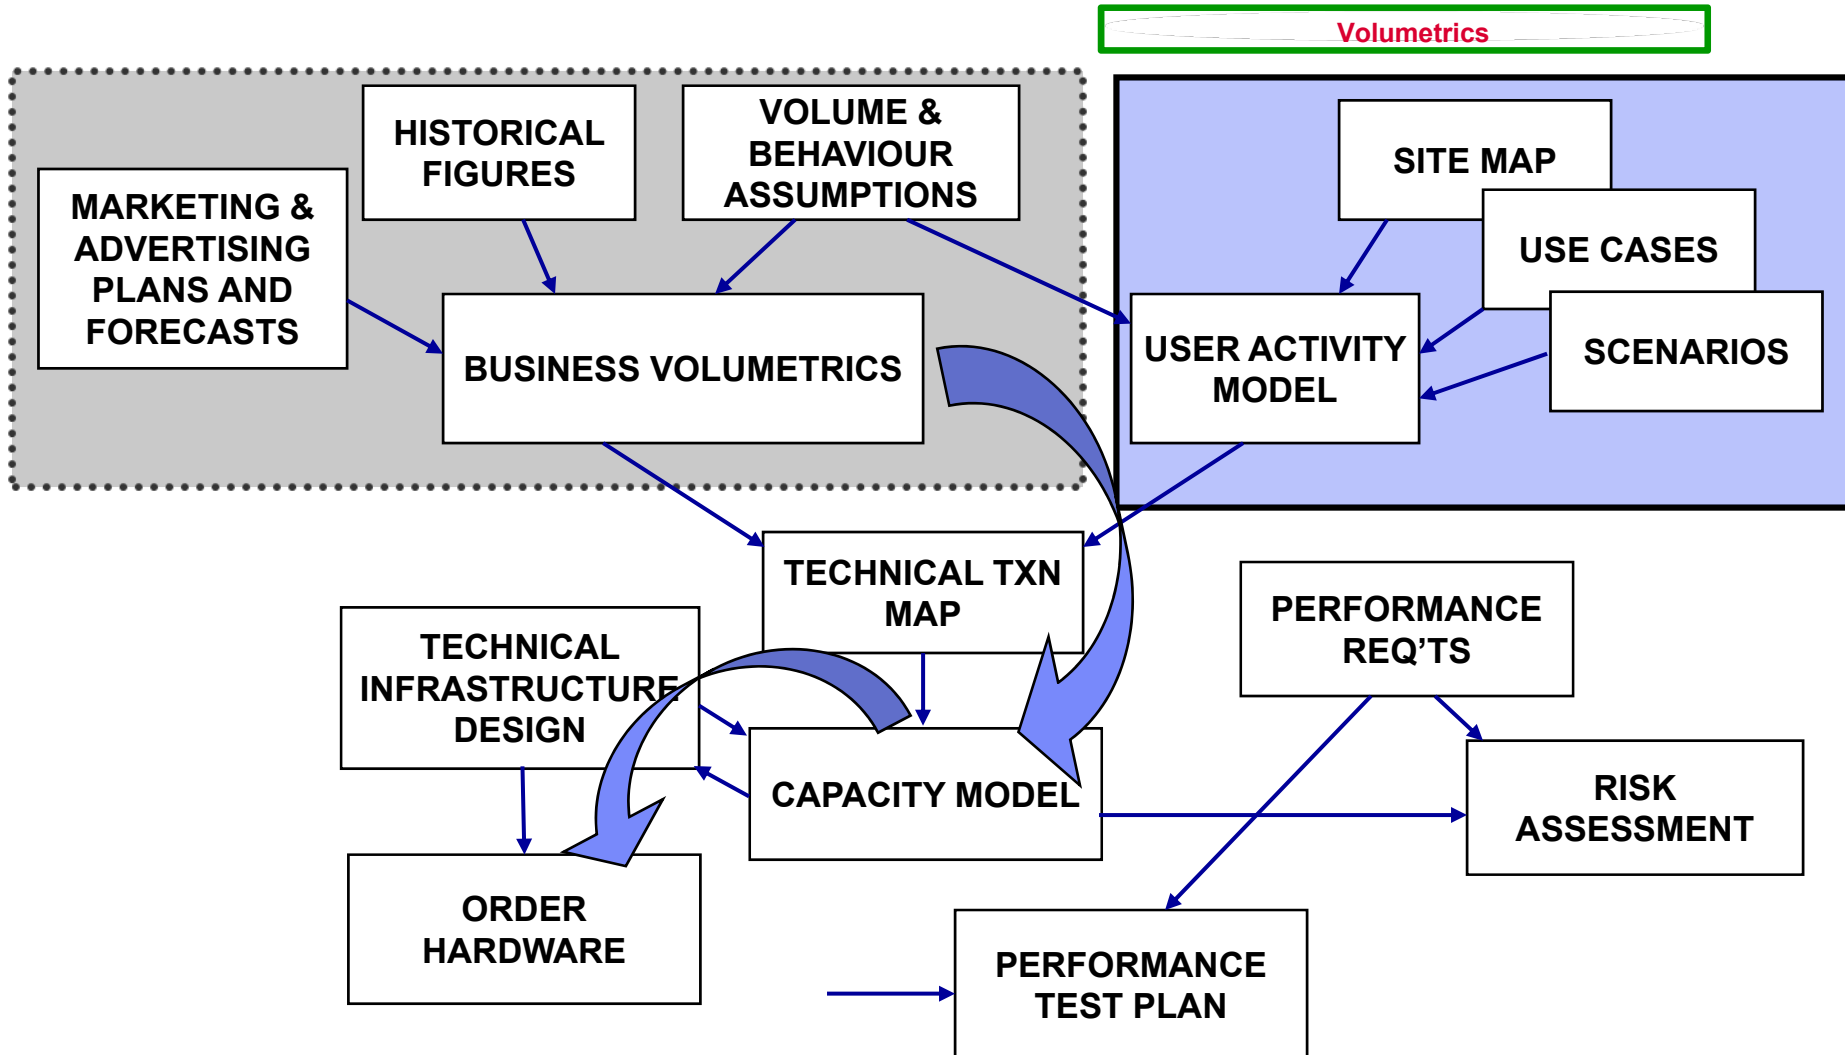 Volumetrics
HISTORICAL
FIGURES
VOLUME &
BEHAVIOUR
ASSUMPTIONS
MARKETING &
ADVERTISING
PLANS AND
FORECASTS
SITE MAP
USE CASES
SCENARIOS
BUSINESS VOLUMETRICS
USER ACTIVITY
MODEL
TECHNICAL TXN
MAP
TECHNICAL
INFRASTRUCTURE
DESIGN
PERFORMANCE
REQ’TS
CAPACITY MODEL
RISK
ASSESSMENT
ORDER
HARDWARE
PERFORMANCE
TEST PLAN